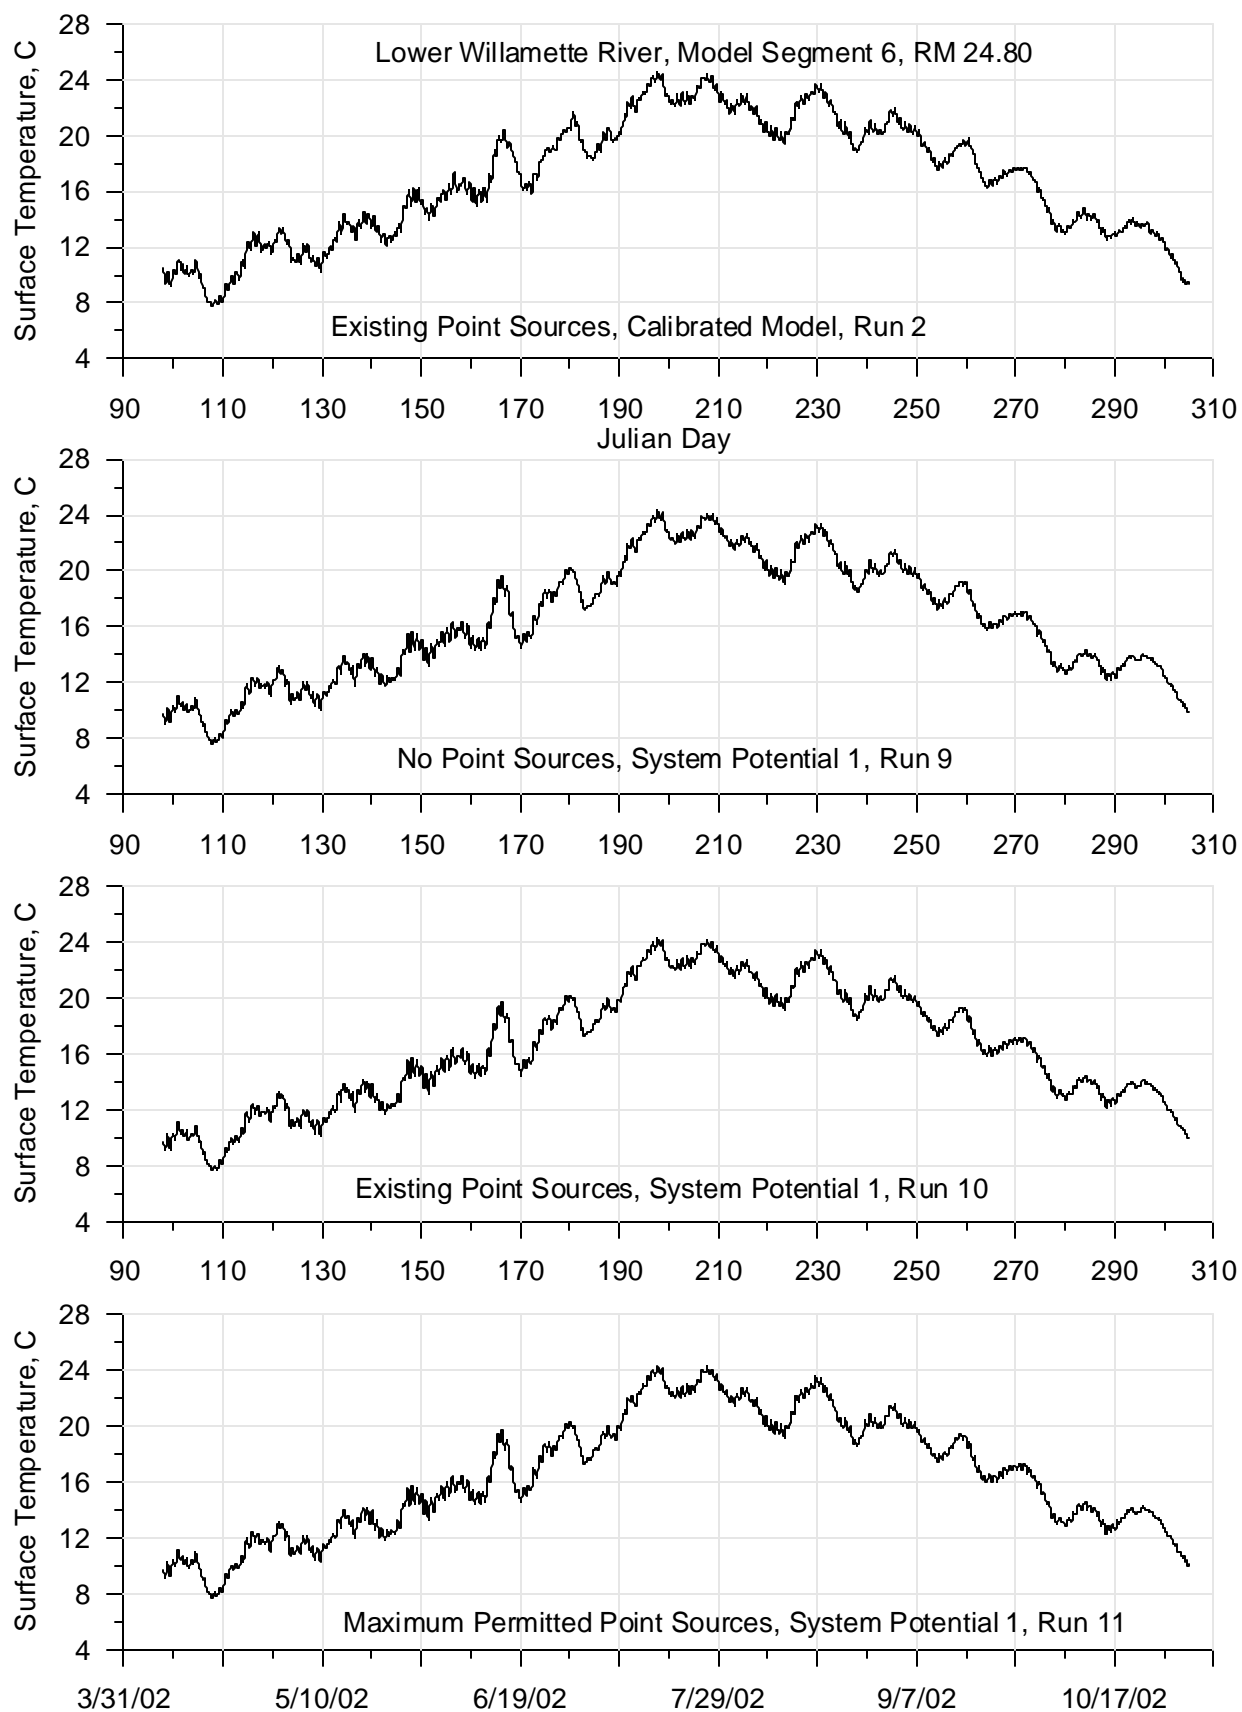 28
Lower Willamette River, Model Segment 6, RM 24.80
24
20
16
12
8
Existing Point Sources, Calibrated Model, Run 2
4
Surface Temperature, C
90 110 130 150 170 190 210 230 250 270 290 310
Julian Day
28
24
20
16
12
8
No Point Sources, System Potential 1, Run 9
4
Surface Temperature, C
90 110 130 150 170 190 210 230 250 270 290 310
28
24
20
16
12
8
Existing Point Sources, System Potential 1, Run 10
4
Surface Temperature, C
90 110 130 150 170 190 210 230 250 270 290 310
28
24
20
16
12
8
Maximum Permitted Point Sources, System Potential 1, Run 11
4
Surface Temperature, C
3/31/02 5/10/02 6/19/02 7/29/02 9/7/02 10/17/02